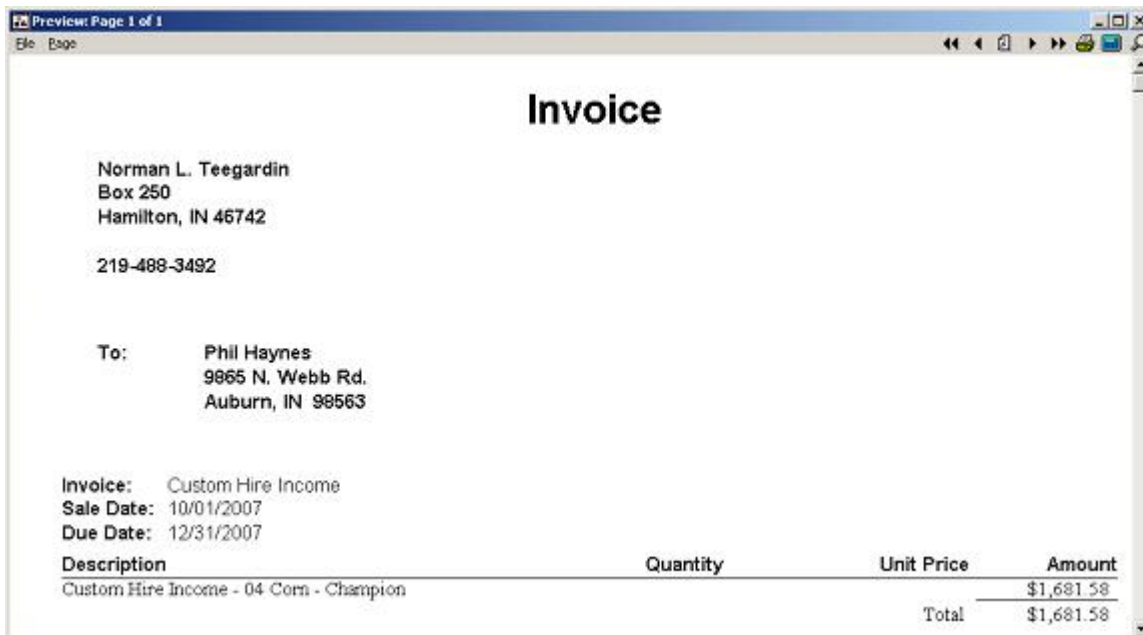 Preview: Page 1 of 1
File Page
Invoice
Norman L. Teegardin
Box 250
Hamilton, IN 46742
219-488-3492
To: Phil Haynes
9865 N. Webb Rd.
Auburn, IN 98563
Invoice: Custom Hire Income
Sale Date: 10/01/2007
Due Date: 12/31/2007
Description Quantity Unit Price Amount
Custom Hire Income - 04 Corn - Champion $1,681.58
Total $1,681.58